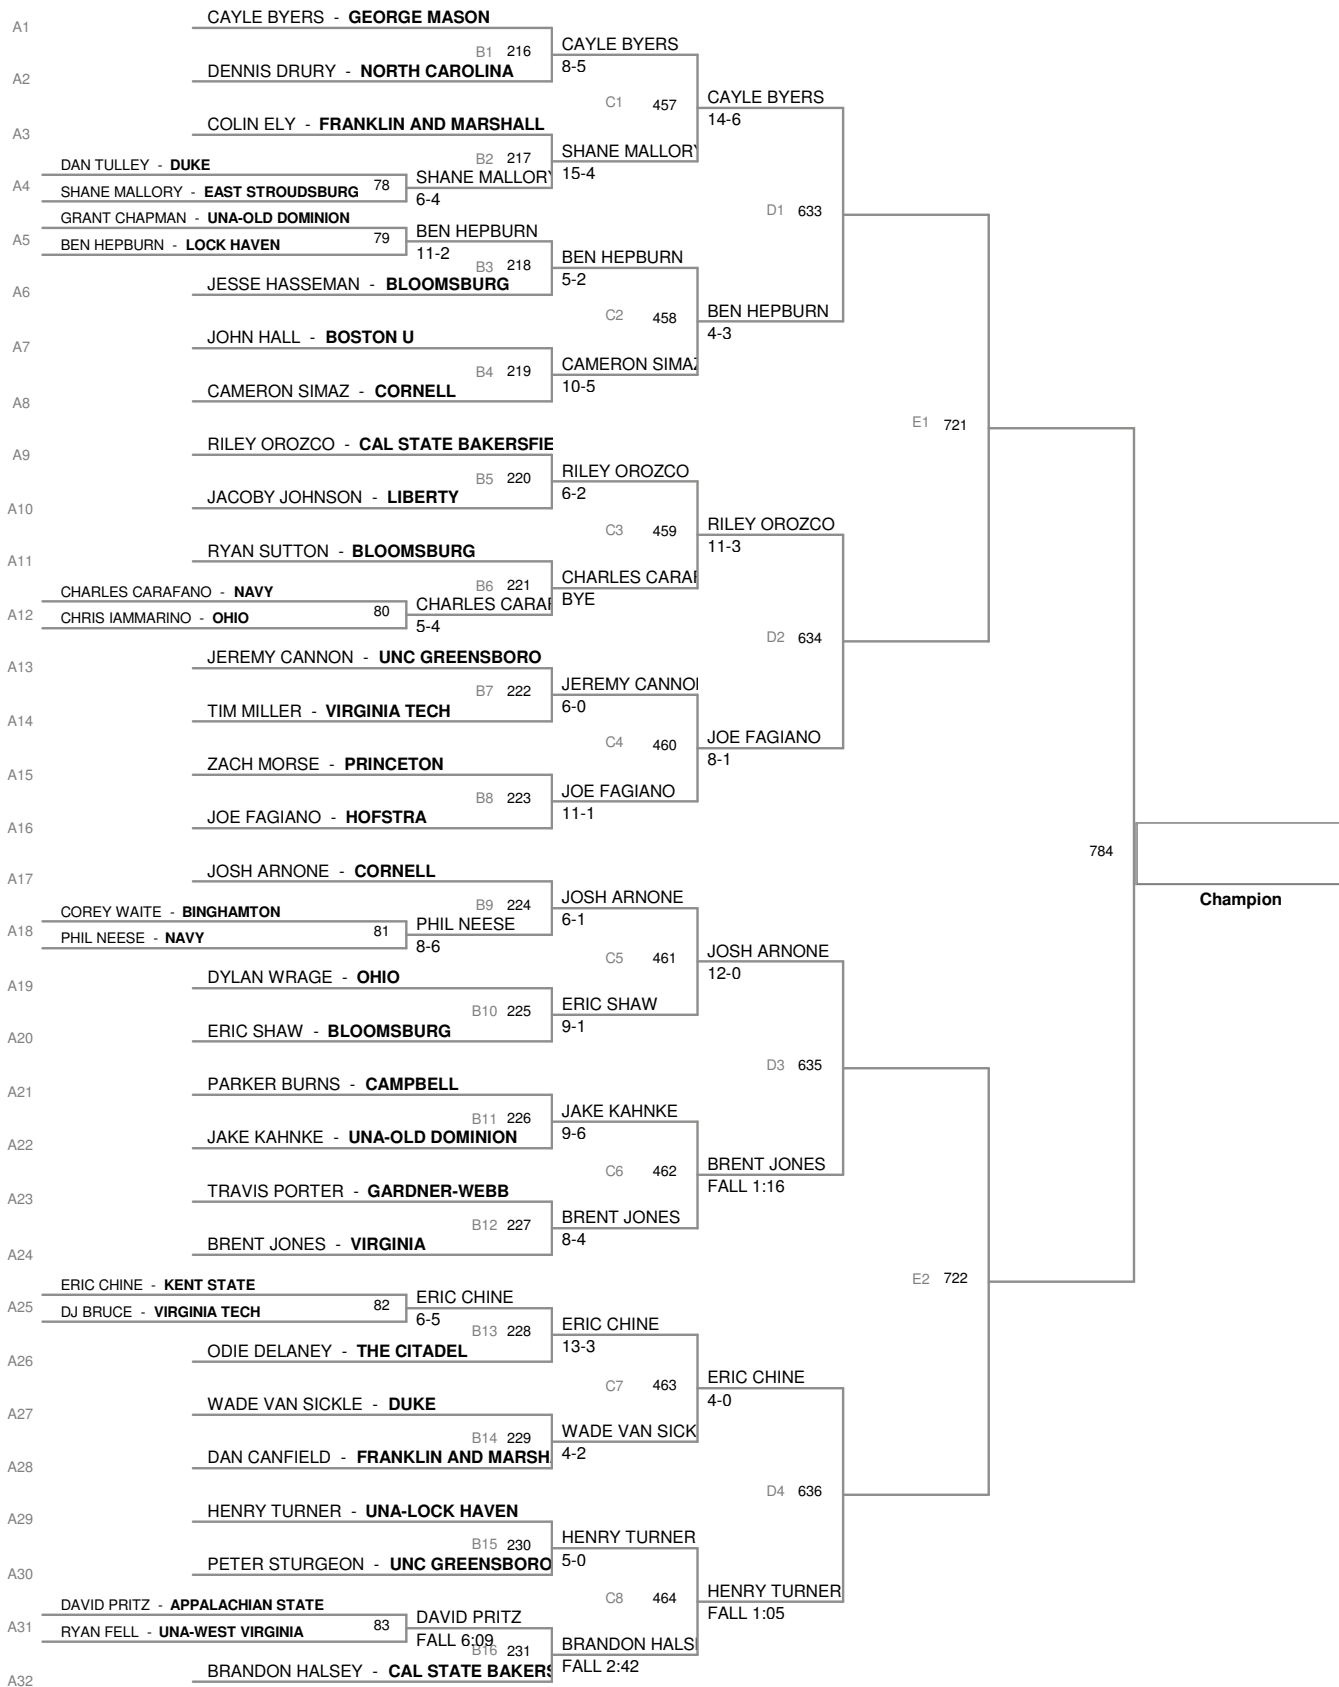 A1
CAYLE BYERS - GEORGE MASON
B1 216
CAYLE BYERS
8-5
A2
DENNIS DRURY - NORTH CAROLINA
C1 457
CAYLE BYERS
14-6
A3
COLIN ELY - FRANKLIN AND MARSHALL
B2 217
SHANE MALLORY
15-4
DAN TULLEY - DUKE
A4
78
SHANE MALLORY - EAST STROUDSBURG
SHANE MALLORY
6-4
D1 633
GRANT CHAPMAN - UNA-OLD DOMINION
A5
79
BEN HEPBURN - LOCK HAVEN
BEN HEPBURN
11-2
B3 218
BEN HEPBURN
5-2
A6
JESSE HASSEMAN - BLOOMSBURG
C2 458
BEN HEPBURN
4-3
A7
JOHN HALL - BOSTON U
B4 219
CAMERON SIMAZ
10-5
A8
CAMERON SIMAZ - CORNELL
E1 721
A9
RILEY OROZCO - CAL STATE BAKERSFIE
B5 220
RILEY OROZCO
6-2
A10
JACOBY JOHNSON - LIBERTY
C3 459
RILEY OROZCO
11-3
A11
RYAN SUTTON - BLOOMSBURG
B6 221
CHARLES CARAF
BYE
CHARLES CARAFANO - NAVY
A12
80
CHRIS IAMMARINO - OHIO
CHARLES CARAF
5-4
D2 634
A13
JEREMY CANNON - UNC GREENSBORO
B7 222
JEREMY CANNON
6-0
A14
TIM MILLER - VIRGINIA TECH
C4 460
JOE FAGIANO
8-1
A15
ZACH MORSE - PRINCETON
B8 223
JOE FAGIANO
11-1
A16
JOE FAGIANO - HOFSTRA
784
Champion
A17
JOSH ARNONE - CORNELL
B9 224
JOSH ARNONE
6-1
COREY WAITE - BINGHAMTON
A18
81
PHIL NEESE - NAVY
PHIL NEESE
8-6
C5 461
JOSH ARNONE
12-0
A19
DYLAN WRAGE - OHIO
B10 225
ERIC SHAW
9-1
A20
ERIC SHAW - BLOOMSBURG
D3 635
A21
PARKER BURNS - CAMPBELL
B11 226
JAKE KAHNKE
9-6
A22
JAKE KAHNKE - UNA-OLD DOMINION
C6 462
BRENT JONES
FALL 1:16
A23
TRAVIS PORTER - GARDNER-WEBB
B12 227
BRENT JONES
8-4
A24
BRENT JONES - VIRGINIA
E2 722
ERIC CHINE - KENT STATE
A25
82
DJ BRUCE - VIRGINIA TECH
ERIC CHINE
6-5
B13 228
ERIC CHINE
13-3
A26
ODIE DELANEY - THE CITADEL
C7 463
ERIC CHINE
4-0
A27
WADE VAN SICKLE - DUKE
B14 229
WADE VAN SICK
4-2
A28
DAN CANFIELD - FRANKLIN AND MARSH
D4 636
A29
HENRY TURNER - UNA-LOCK HAVEN
B15 230
HENRY TURNER
5-0
A30
PETER STURGEON - UNC GREENSBORO
C8 464
HENRY TURNER
FALL 1:05
DAVID PRITZ - APPALACHIAN STATE
A31
83
RYAN FELL - UNA-WEST VIRGINIA
DAVID PRITZ
FALL 6:09
B16 231
BRANDON HALS
FALL 2:42
A32
BRANDON HALSEY - CAL STATE BAKERS